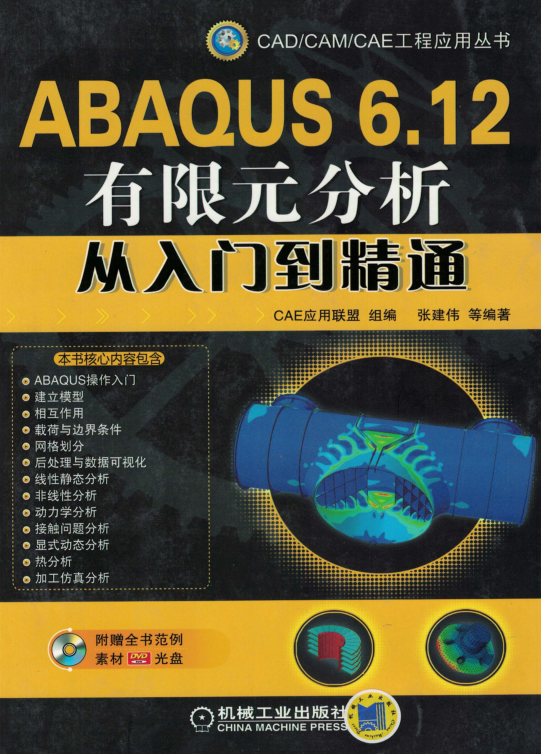 CAD/CAM/CAE工程应用丛书
ABAQUS 6.12
有限元分析
从入门到精通
CAE应用联盟 组编 张建伟 等编著
本书核心内容包含
ABAQUS操作入门
建立模型
相互作用
载荷与边界条件
网格划分
后处理与数据可视化
线性静态分析
非线性分析
动力学分析
接触问题分析
显式动态分析
热分析
加工仿真分析
附赠全书范例
素材 DVD 光盘
机械工业出版社
CHINA MACHINE PRESS